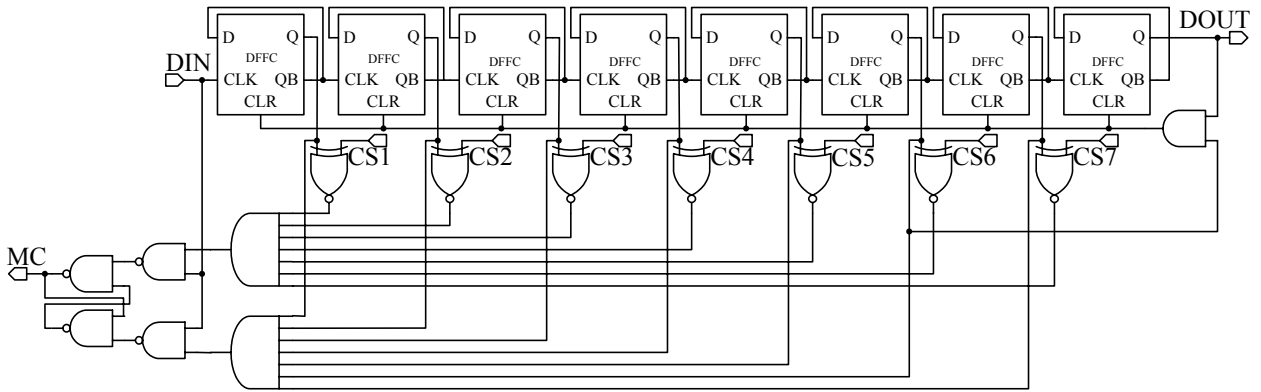 D Q D Q D Q D Q D Q D Q D Q D Q DOUT
DFFC DFFC DFFC DFFC DFFC DFFC DFFC DFFC
DIN CLK QB CLK QB CLK QB CLK QB CLK QB CLK QB CLK QB CLK QB
CLR CLR CLR CLR CLR CLR CLR CLR
CS1 CS2 CS3 CS4 CS5 CS6 CS7
MC